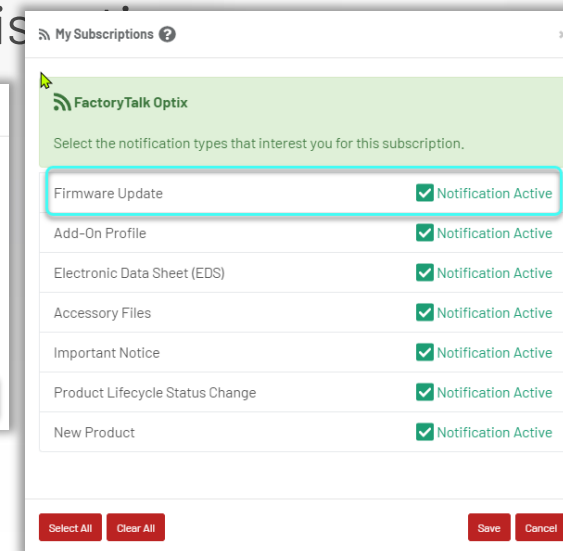 My Subscriptions ?
FactoryTalk Optix
Select the notification types that interest you for this subscription.
Firmware Update Notification Active
Add-On Profile Notification Active
Electronic Data Sheet (EDS) Notification Active
Accessory Files Notification Active
Important Notice Notification Active
Product Lifecycle Status Change Notification Active
New Product Notification Active
Select All Clear All Save Cancel